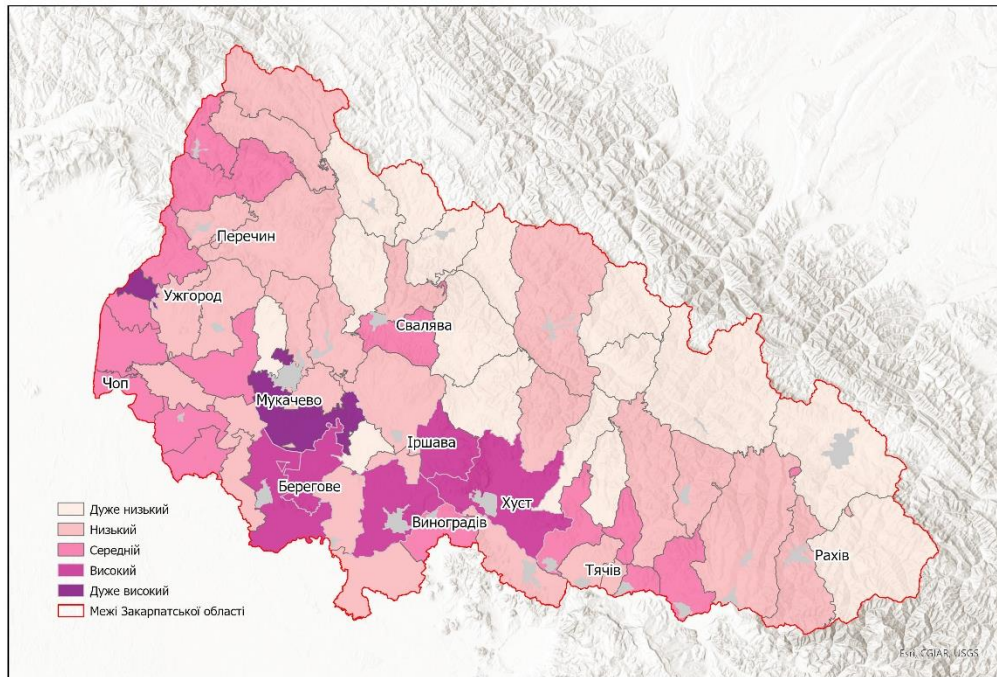 Перечин
Ужгород
Свалява
Чоп
Мукачево
Іршава
Берегове
Хуст
Виноградів
Тячів
Рахів
Дуже низький
Низький
Середній
Високий
Дуже високий
Межі Закарпатської області
Esri, CGIAR, USGS